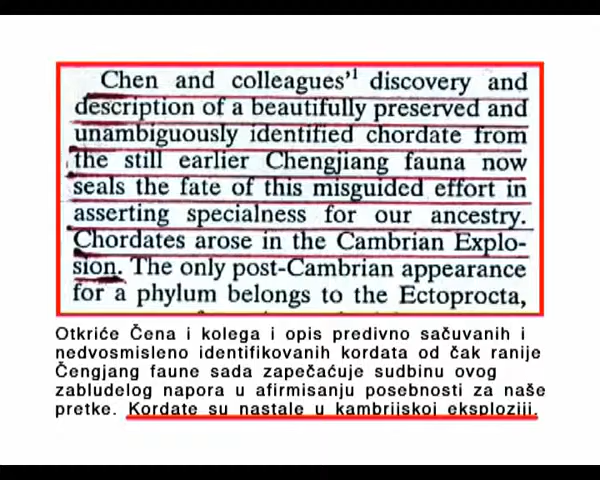 Chen and colleagues'¹ discovery and
description of a beautifully preserved and
unambiguously identified chordate from
the still earlier Chengjiang fauna now
seals the fate of this misguided effort in
asserting specialness for our ancestry.
Chordates arose in the Cambrian Explo-
sion. The only post-Cambrian appearance
for a phylum belongs to the Ectoprocta,
Otkriće Čena i kolega i opis predivno sačuvanih i
nedvosmisleno identifikovanih kordata od čak ranije
Čengjang faune sada zapečaćuje sudbinu ovog
zabludelog napora u afirmisanju posebnosti za naše
pretke. Kordate su nastale u kambrijskoj eksploziji.